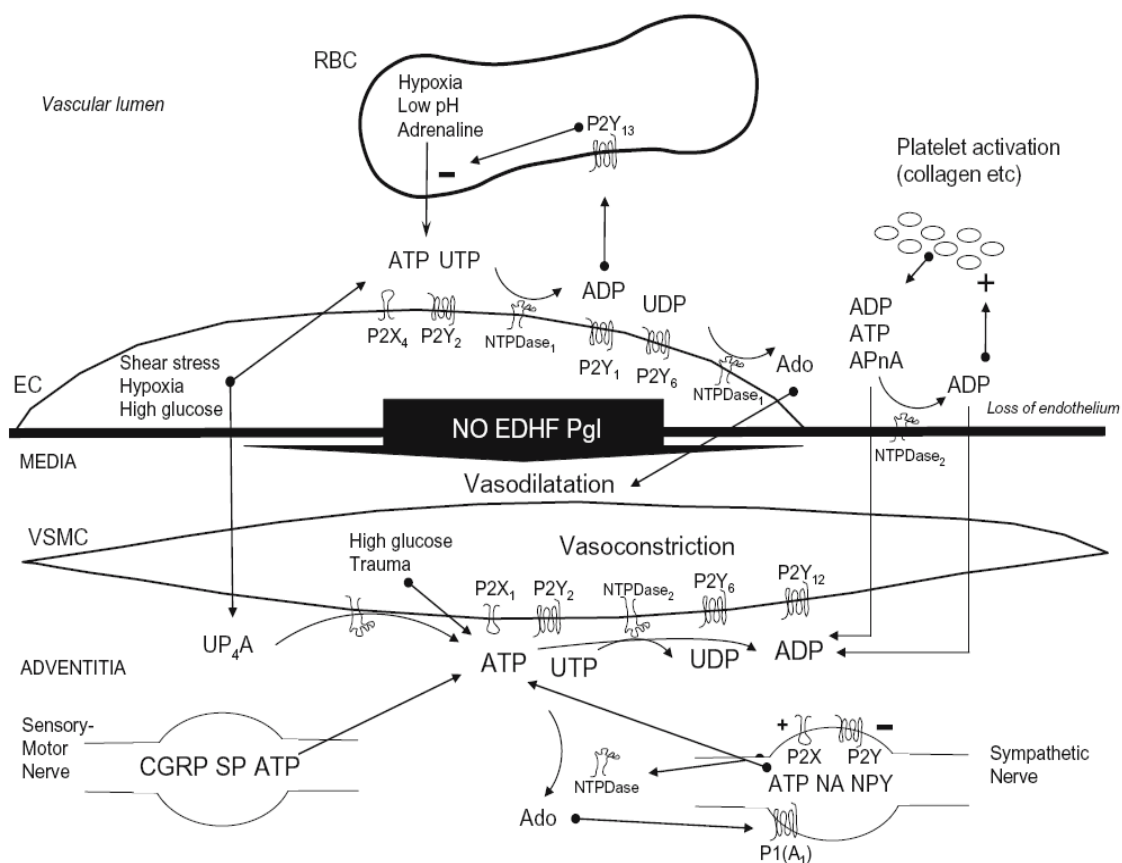 RBC
Vascular lumen
Hypoxia
Low pH
Adrenaline
P2Y₁₃
−
Platelet activation
(collagen etc)
+
ATP UTP
ADP
UDP
ADP
ATP
APnA
P2X₄
P2Y₂
NTPDase₁
P2Y₁
P2Y₆
NTPDase₁
Ado
ADP
EC
Shear stress
Hypoxia
High glucose
Loss of endothelium
NO EDHF PgI
NTPDase₂
MEDIA
Vasodilatation
VSMC
High glucose
Trauma
Vasoconstriction
P2X₁
P2Y₂
NTPDase₂
P2Y₆
P2Y₁₂
UP₄A
ATP
UTP
UDP
ADP
ADVENTITIA
Sensory-
Motor
Nerve
CGRP SP ATP
+
−
P2X
P2Y
ATP NA NPY
Sympathetic
Nerve
NTPDase
Ado
P1(A₁)